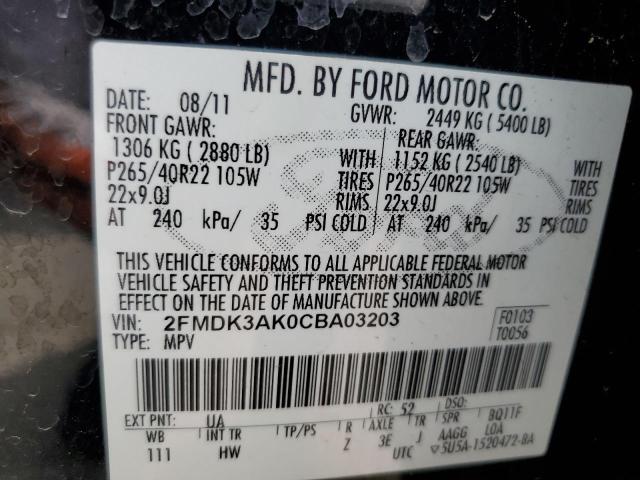 MFD. BY FORD MOTOR CO.
DATE: 08/11 GVWR: 2449 KG ( 5400 LB)
FRONT GAWR: REAR GAWR:
1306 KG ( 2880 LB) WITH 1152 KG ( 2540 LB) WITH
P265/40R22 105W TIRES P265/40R22 105W TIRES
22x9.0J RIMS 22x9.0J RIMS
AT 240 kPa/ 35 PSI COLD AT 240 kPa/ 35 PSI COLD
THIS VEHICLE CONFORMS TO ALL APPLICABLE FEDERAL MOTOR
VEHICLE SAFETY AND THEFT PREVENTION STANDARDS IN
EFFECT ON THE DATE OF MANUFACTURE SHOWN ABOVE.
VIN: 2FMDK3AK0CBA03203 F0103
TYPE: MPV T0056
RC: 52 DSO:
EXT PNT: UA BQ11F
WB INT TR TP/PS R AXLE TR SPR LOA
111 HW Z 3E J AAGG
UTC ▽5U5A-1520472-BA